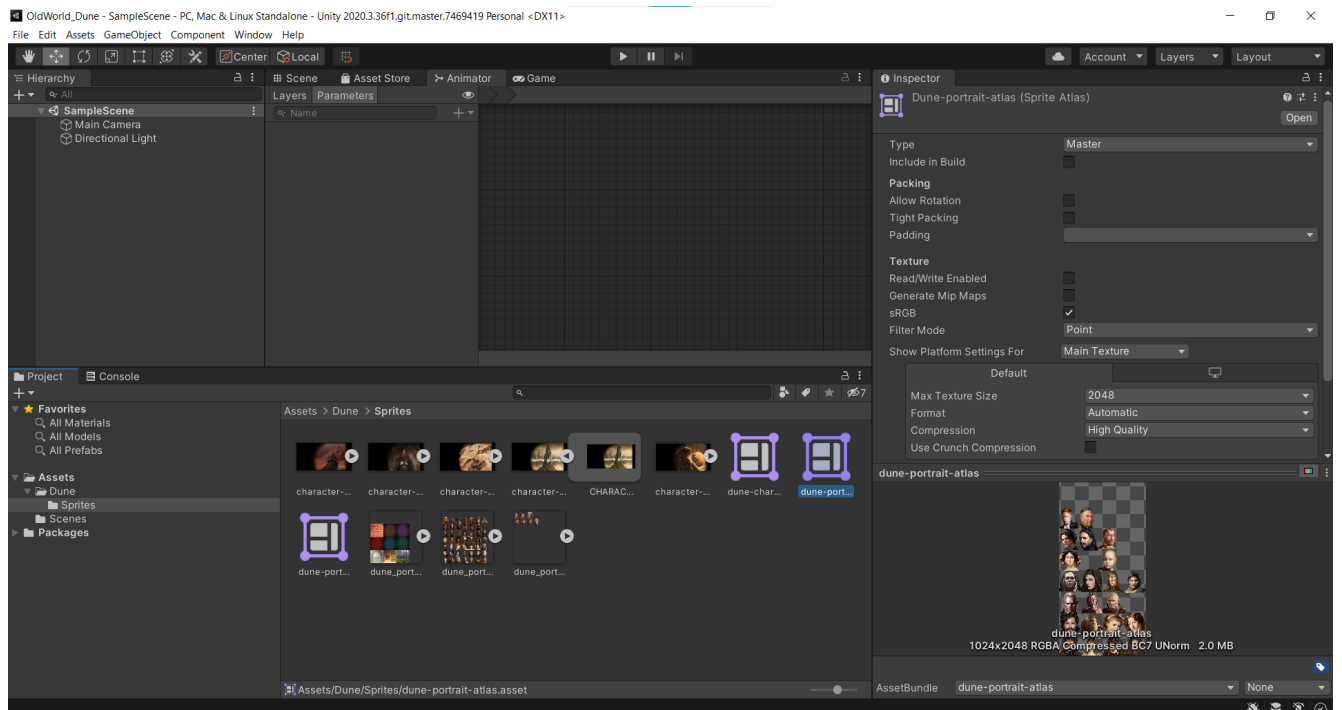 OldWorld_Dune - SampleScene - PC, Mac & Linux Standalone - Unity 2020.3.36f1.git.master.7469419 Personal <DX11>
File Edit Assets GameObject Component Window Help
Center Local
Account Layers Layout
Hierarchy
All
SampleScene
Main Camera
Directional Light
Scene Asset Store Animator Game
Layers Parameters
Name
Inspector
Dune-portrait-atlas (Sprite Atlas)
Open
Type Master
Include in Build
Packing
Allow Rotation
Tight Packing
Padding
Texture
Read/Write Enabled
Generate Mip Maps
sRGB
Filter Mode Point
Show Platform Settings For Main Texture
Default
Max Texture Size 2048
Format Automatic
Compression High Quality
Use Crunch Compression
Project Console
7
Favorites
All Materials
All Models
All Prefabs
Assets
Dune
Sprites
Scenes
Packages
Assets > Dune > Sprites
character-... character-... character-... character-... CHARAC... character-... dune-char... dune-port...
dune-port... dune_port... dune_port... dune_port...
Assets/Dune/Sprites/dune-portrait-atlas.asset
dune-portrait-atlas
dune-portrait-atlas
1024x2048 RGBA Compressed BC7 UNorm 2.0 MB
AssetBundle dune-portrait-atlas None